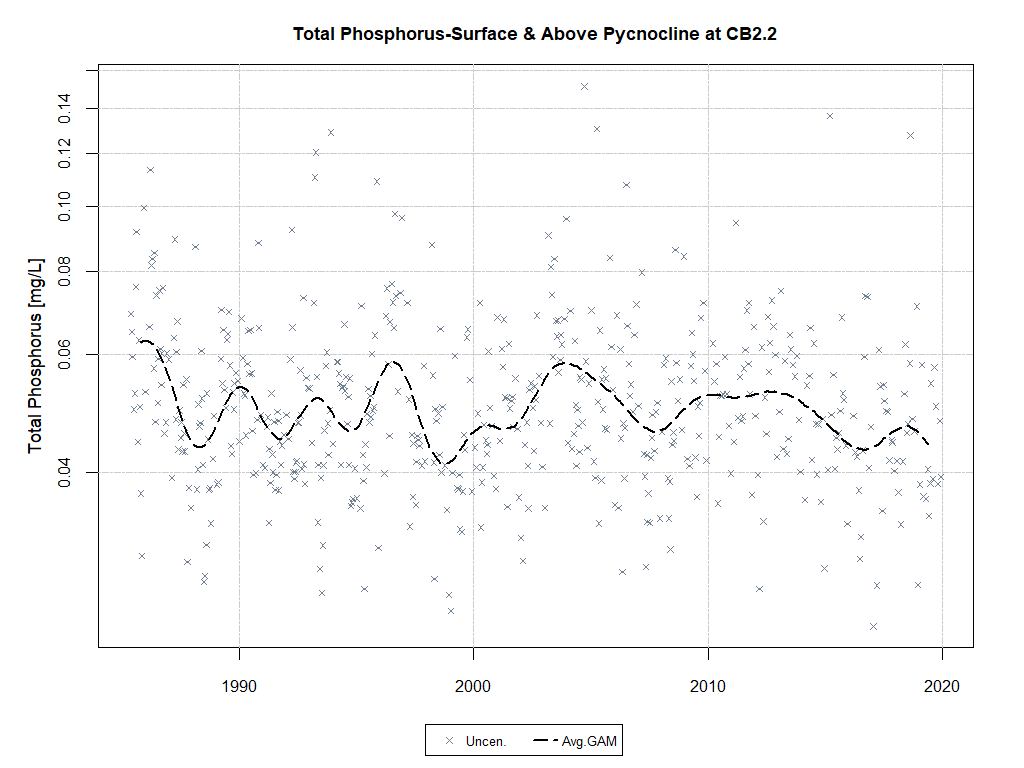 Total Phosphorus-Surface & Above Pycnocline at CB2.2
Total Phosphorus [mg/L]
0.14
0.12
0.10
0.08
0.06
0.04
1990 2000 2010 2020
Uncen. Avg.GAM